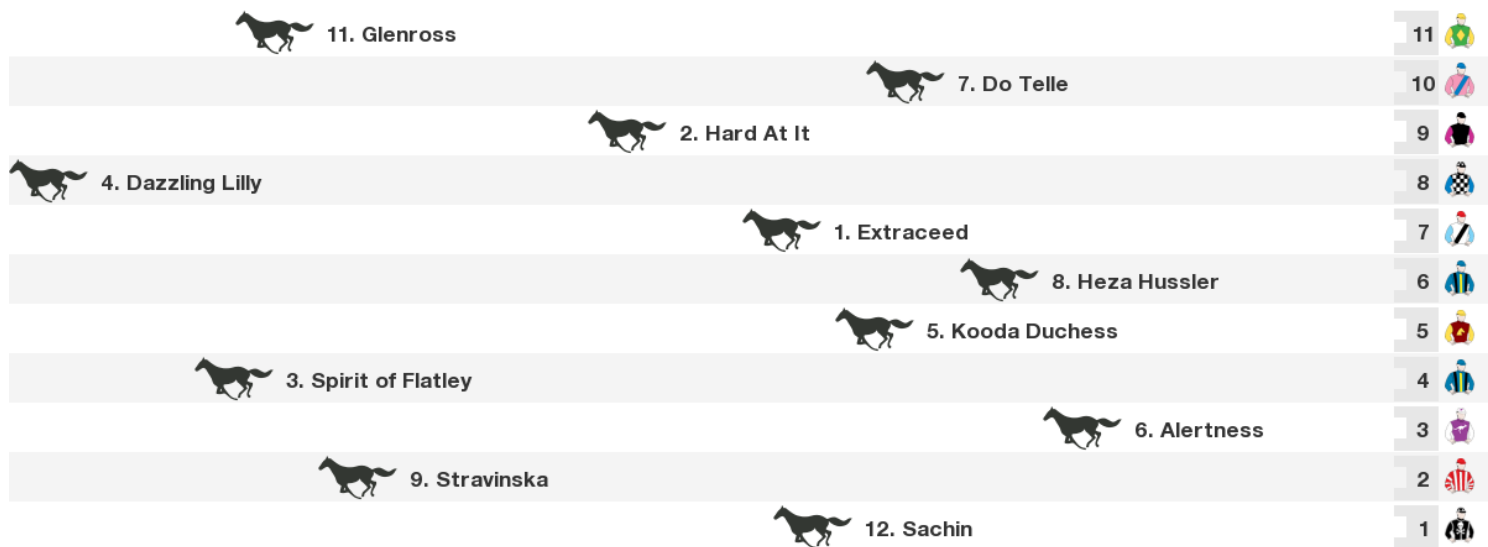 11. Glenross 11
7. Do Telle 10
2. Hard At It 9
4. Dazzling Lilly 8
1. Extraceed 7
8. Heza Hussler 6
5. Kooda Duchess 5
3. Spirit of Flatley 4
6. Alertness 3
9. Stravinska 2
12. Sachin 1